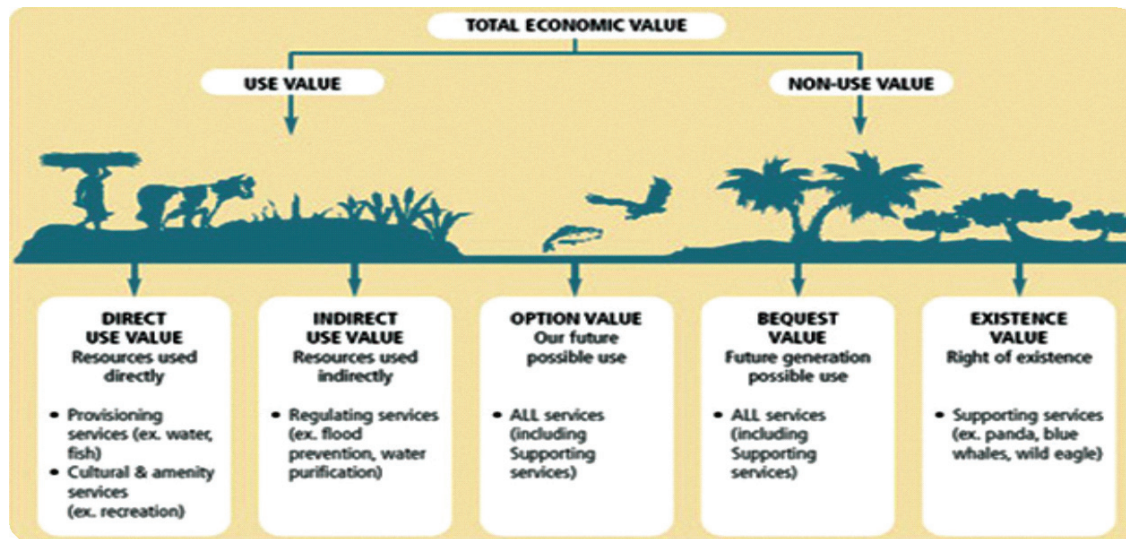 TOTAL ECONOMIC VALUE
USE VALUE
NON-USE VALUE
DIRECT
USE VALUE
Resources used
directly
• Provisioning
services (ex. water,
fish)
• Cultural & amenity
services
(ex. recreation)
INDIRECT
USE VALUE
Resources used
indirectly
• Regulating services
(ex. flood
prevention, water
purification)
OPTION VALUE
Our future
possible use
• ALL services
(including
Supporting
services)
BEQUEST
VALUE
Future generation
possible use
• ALL services
(including
Supporting
services)
EXISTENCE
VALUE
Right of existence
• Supporting services
(ex. panda, blue
whales, wild eagle)